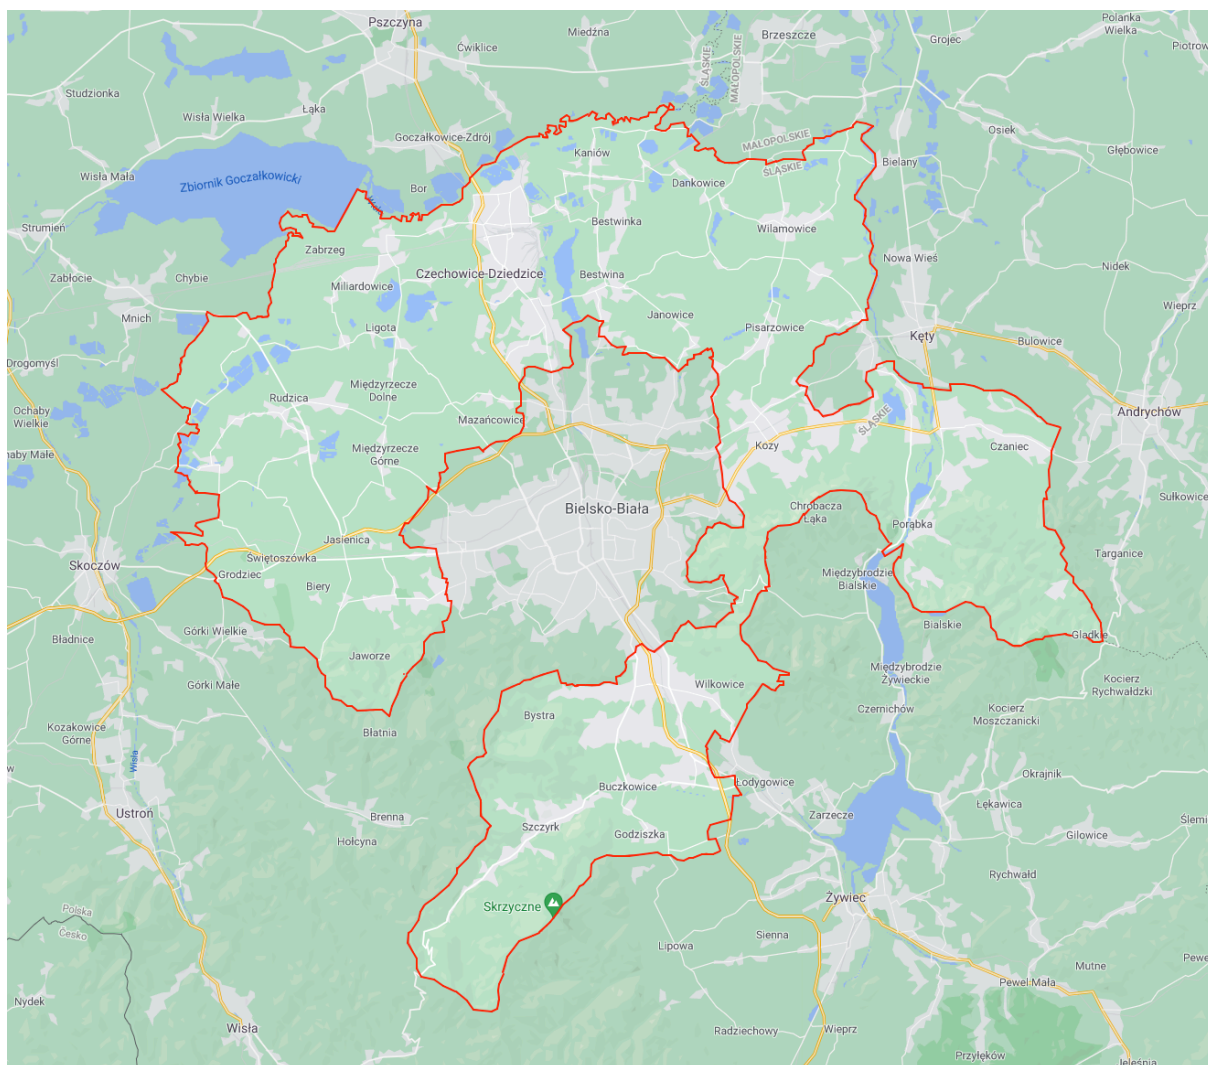 Pszczyna
Miedźna
Polanka
Wielka
Ćwiklice
Brzeszcze
Grojec
Piotrow
ŚLĄSKIE
MAŁOPOLSKIE
Studzionka
Łąka
Wisła Wielka
Goczałkowice-Zdrój
Osiek
MAŁOPOLSKIE
Kaniów
Głębowice
Bielany
ŚLĄSKIE
Wisła Mała
Zbiornik Goczałkowicki
Bor
Dankowice
Strumień
Bestwinka
Wilamowice
Zabrzeg
Nowa Wieś
Nidek
Zabłocie
Chybie
Czechowice-Dziedzice
Bestwina
Miliardowice
Wieprz
Mnich
Janowice
Ligota
Pisarzowice
Kęty
Bulowice
Drogomyśl
Międzyrzecze
Dolne
Rudzica
Ochaby
Wielkie
Andrychów
Mazańcowice
ŚLĄSKIE
haby Małe
Międzyrzecze
Górne
Kozy
Czaniec
Sułkowice
Bielsko-Biała
Chrobacza
Łąka
Porąbka
Jasienica
Świętoszówka
Targanice
Skoczów
Grodziec
Biery
Międzybrodzie
Bialskie
Bialskie
Gladkie
Bładnice
Górki Wielkie
Jaworze
Międzybrodzie
Żywieckie
Kocierz
Rychwałdzki
Górki Małe
Wilkowice
Czernichów
Kocierz
Moszczanicki
Bystra
Kozakowice
Górne
Błatnia
Wisła
w
Łodygowice
Okrajnik
Buczkowice
Łękawica
Ustroń
Brenna
Szczyrk
Godziszka
Zarzecze
Gilowice
Ślemi
Hołcyna
Rychwałd
Skrzyczne
Żywiec
Polska
Česko
Sienna
Lipowa
Mutne
Pewe
Pewel Mała
Nydek
Wisła
Radziechowy
Wieprz
Przyłęków
Jeleśnia